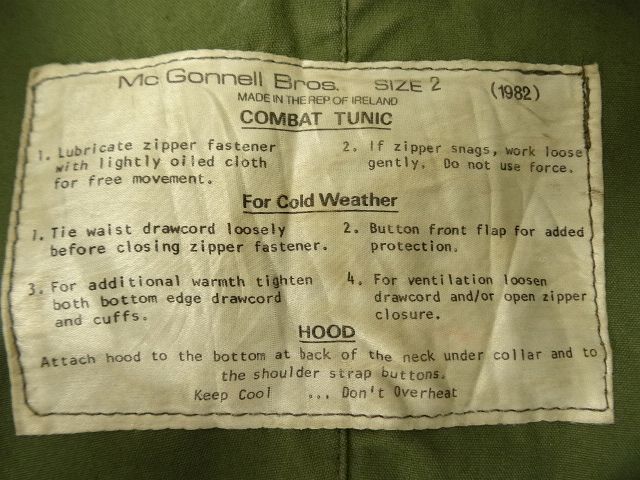 Mc Gonnell Bros. SIZE 2 (1982)
MADE IN THE REP OF IRELAND
COMBAT TUNIC
1. Lubricate zipper fastener
with lightly oiled cloth
for free movement.
2. If zipper snags, work loose
gently. Do not use force.
For Cold Weather
1. Tie waist drawcord loosely
before closing zipper fastener.
2. Button front flap for added
protection.
3. For additional warmth tighten
both bottom edge drawcord
and cuffs.
4. For ventilation loosen
drawcord and/or open zipper
closure.
HOOD
Attach hood to the bottom at back of the neck under collar and to
the shoulder strap buttons.
Keep Cool ... Don't Overheat